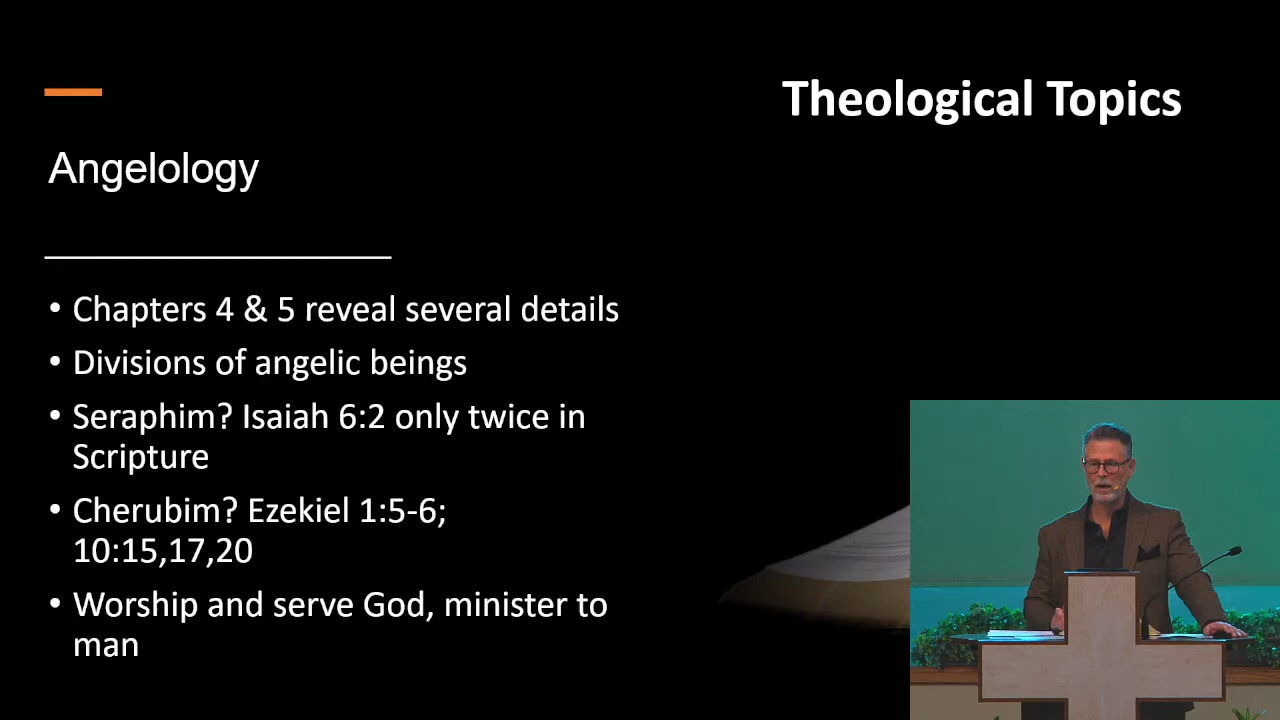 Theological Topics
Angelology
• Chapters 4 & 5 reveal several details
• Divisions of angelic beings
• Seraphim? Isaiah 6:2 only twice in
Scripture
• Cherubim? Ezekiel 1:5-6;
10:15,17,20
• Worship and serve God, minister to
man